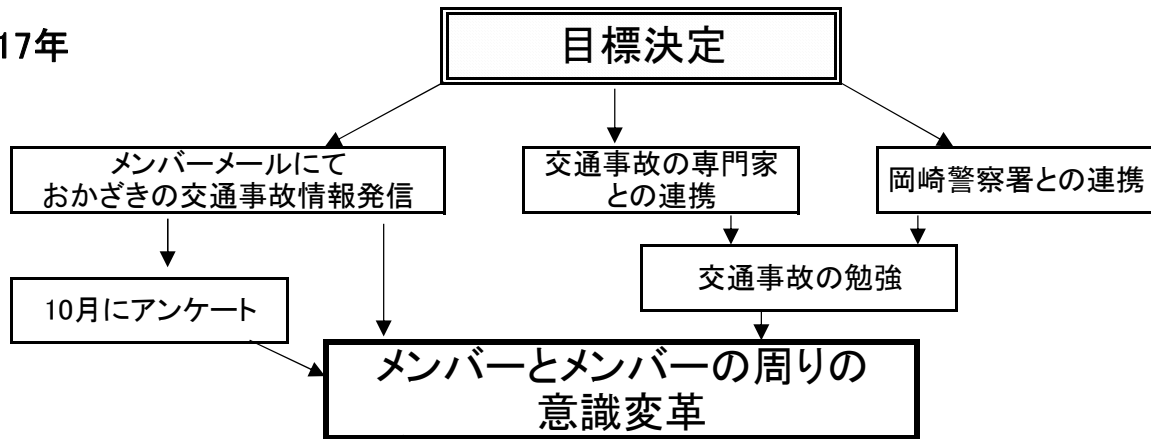 17年
目標決定
メンバーメールにて
おかざきの交通事故情報発信
交通事故の専門家
との連携
岡崎警察署との連携
10月にアンケート
交通事故の勉強
メンバーとメンバーの周りの
意識変革